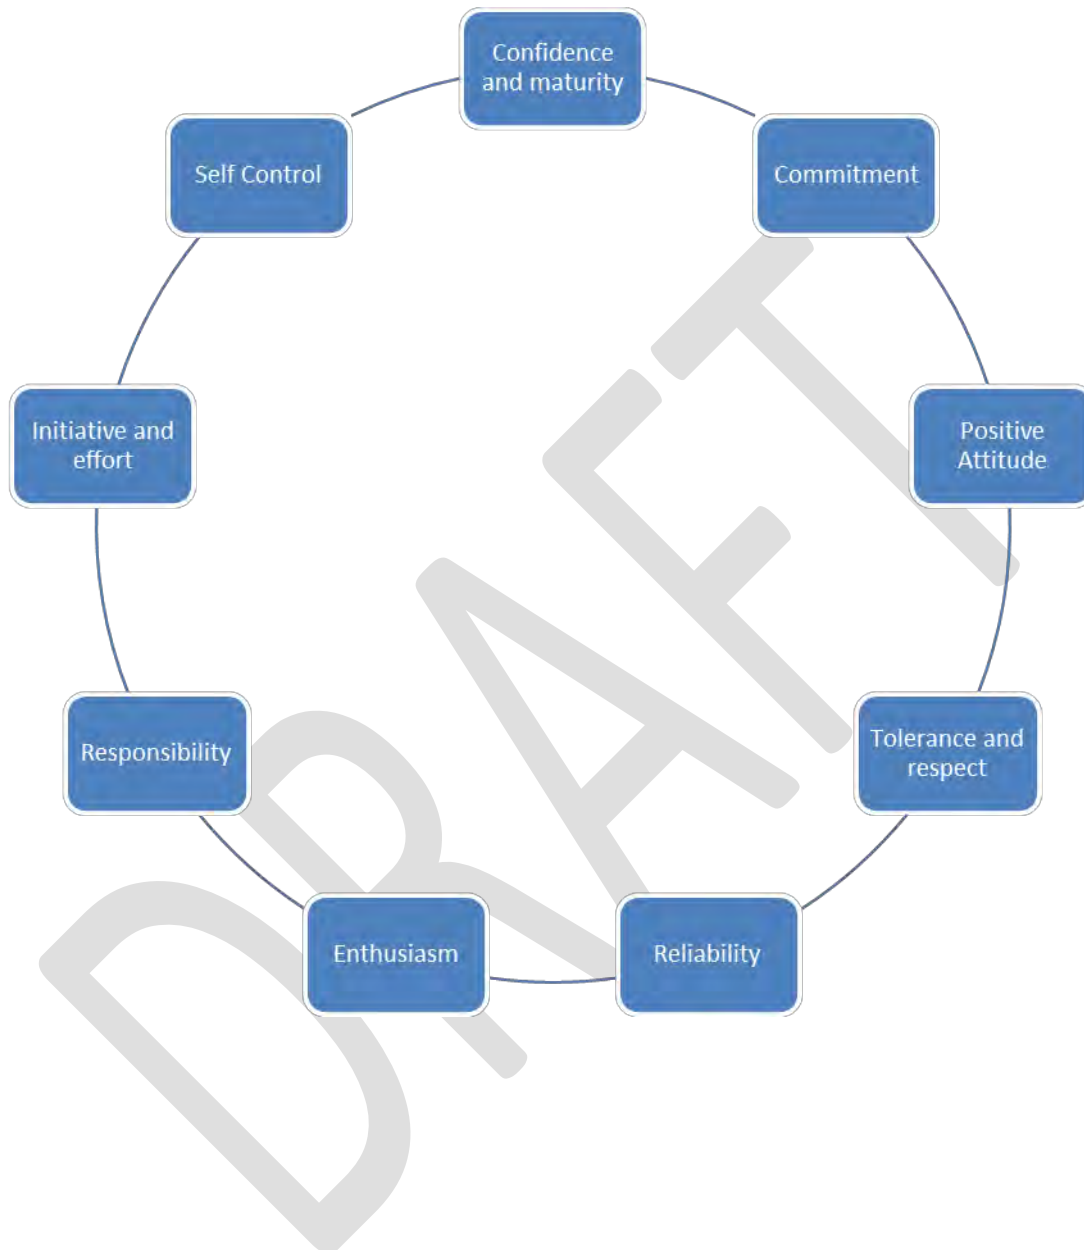 Confidence
and maturity
Commitment
Positive
Attitude
Tolerance and
respect
Reliability
Enthusiasm
Responsibility
Initiative and
effort
Self Control
DRAFT